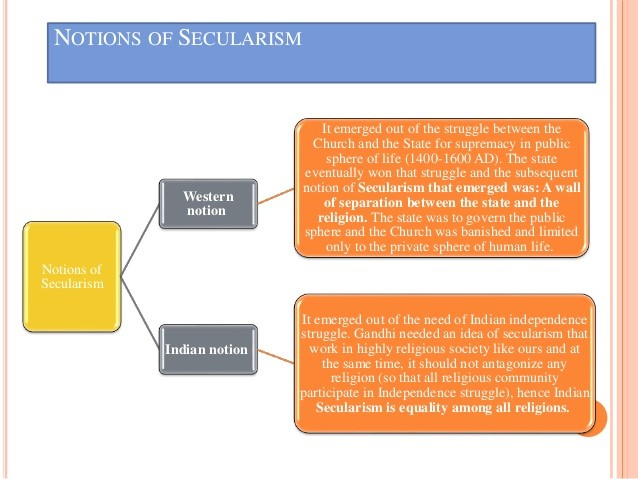 NOTIONS OF SECULARISM
It emerged out of the struggle between the
Church and the State for supremacy in public
sphere of life (1400-1600 AD). The state
eventually won that struggle and the subsequent
notion of Secularism that emerged was: A wall
of separation between the state and the
religion. The state was to govern the public
sphere and the Church was banished and limited
only to the private sphere of human life.
Western
notion
Notions of
Secularism
Indian notion
It emerged out of the need of Indian independence
struggle. Gandhi needed an idea of secularism that
work in highly religious society like ours and at
the same time, it should not antagonize any
religion (so that all religious community
participate in Independence struggle), hence Indian
Secularism is equality among all religions.